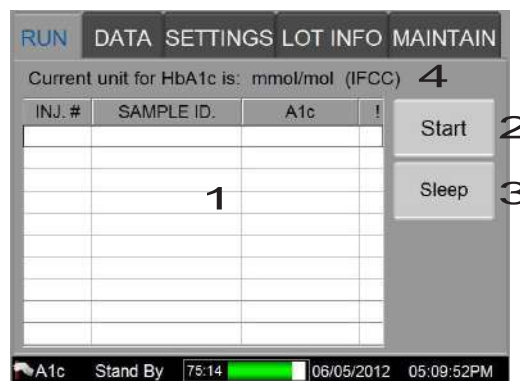 RUN DATA SETTINGS LOT INFO MAINTAIN
Current unit for HbA1c is: mmol/mol (IFCC) 4
INJ. # SAMPLE ID. A1c !
Start 2
1 Sleep 3
A1c Stand By 75:14 06/05/2012 05:09:52PM